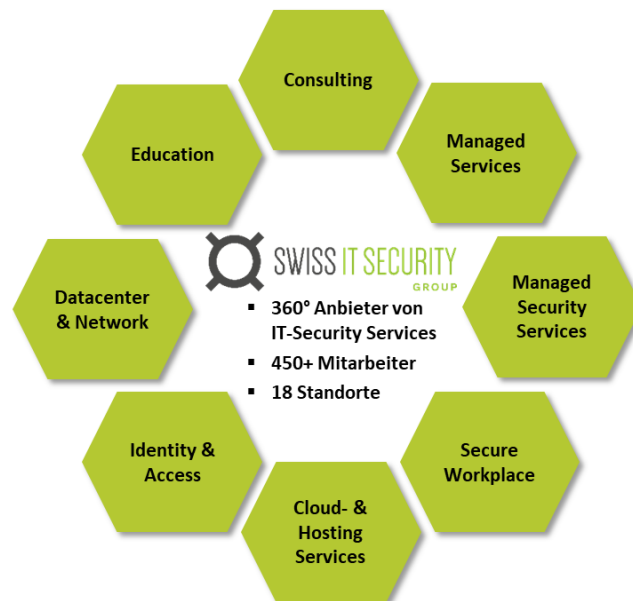 Consulting
Managed
Services
Managed
Security
Services
Secure
Workplace
Cloud- &
Hosting
Services
Identity &
Access
Datacenter
& Network
Education
SWISS IT SECURITY
GROUP
▪ 360° Anbieter von
IT-Security Services
▪ 450+ Mitarbeiter
▪ 18 Standorte